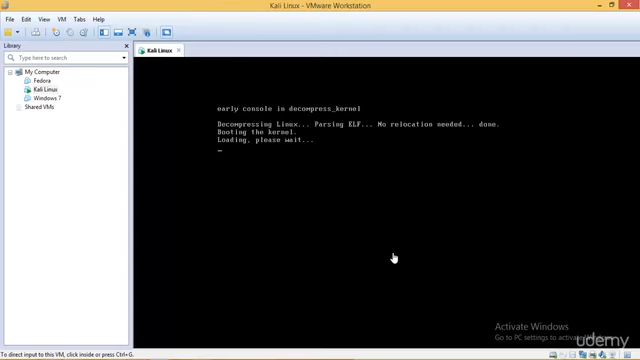 Kali Linux - VMware Workstation
File Edit View VM Tabs Help
Library
Type here to search
My Computer
Fedora
Kali Linux
Windows 7
Shared VMs
Kali Linux
early console in decompress_kernel
Decompressing Linux... Parsing ELF... No relocation needed... done.
Booting the kernel.
Loading, please wait...
Activate Windows
Go to PC settings to activate Windows.
udemy
To direct input to this VM, click inside or press Ctrl+G.